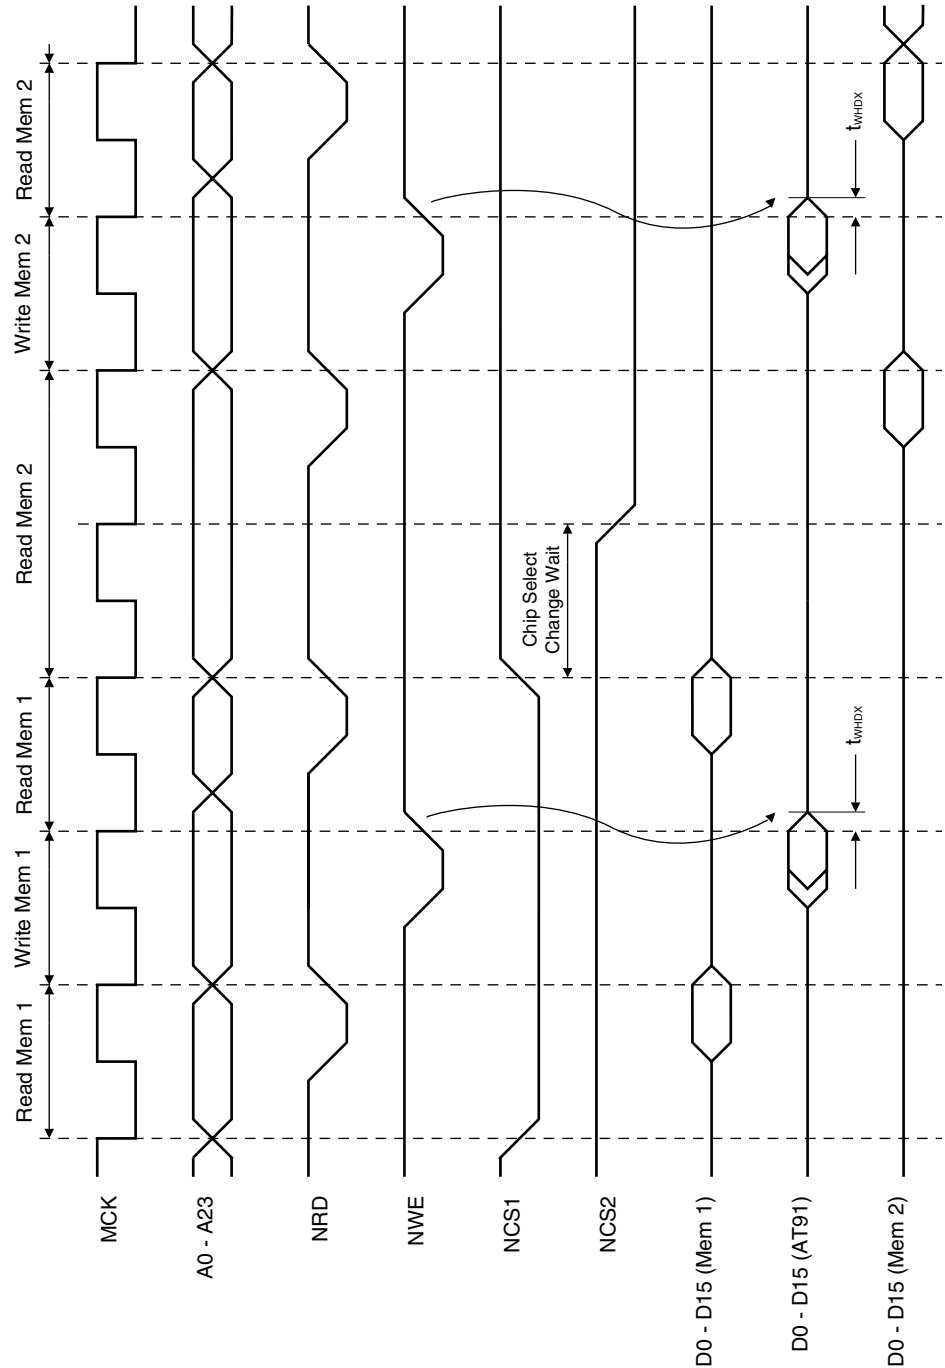 Read Mem 1
Write Mem 1
Read Mem 1
Read Mem 2
Write Mem 2
Read Mem 2
MCK
A0 - A23
NRD
NWE
NCS1
Chip Select
Change Wait
NCS2
D0 - D15 (Mem 1)
D0 - D15 (AT91)
tWHDX
tWHDX
D0 - D15 (Mem 2)